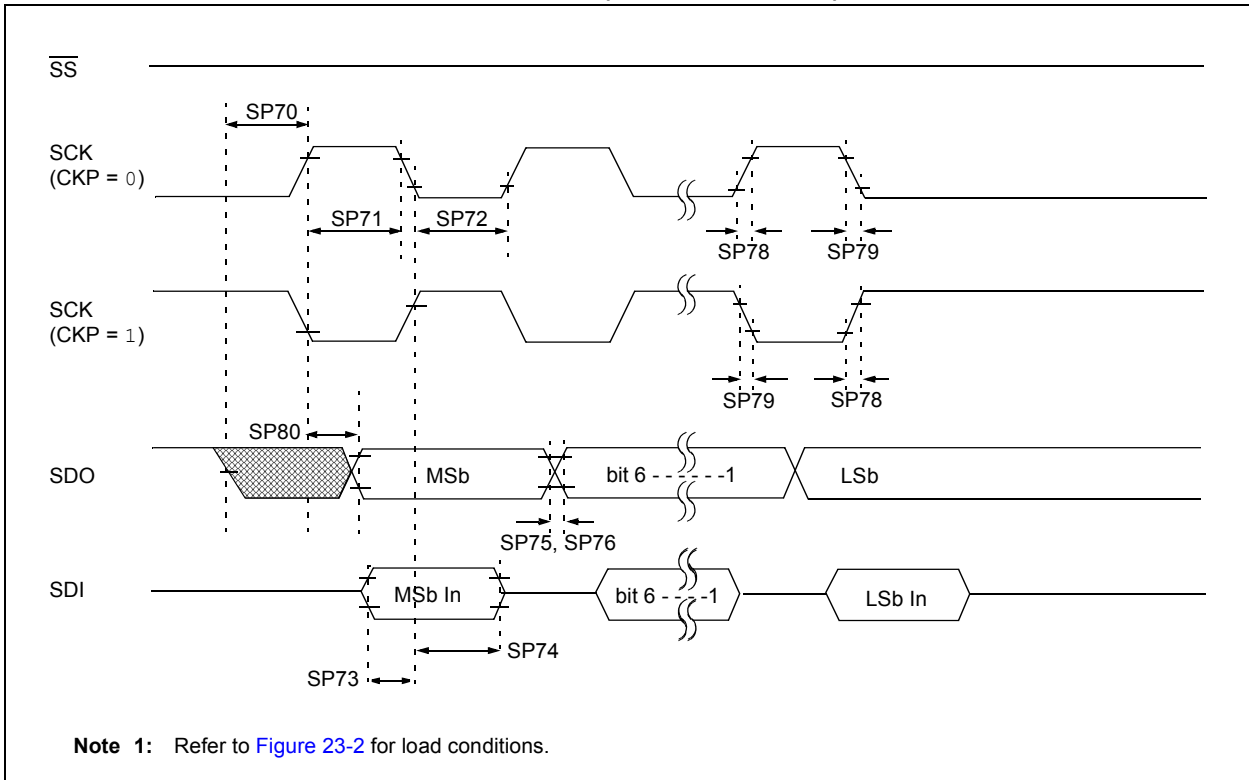 SS
SP70
SCK
(CKP = 0)
SP71
SP72
SP78
SP79
SCK
(CKP = 1)
SP79
SP78
SP80
SDO
MSb
bit 6 - - - - - -1
LSb
SP75, SP76
SDI
MSb In
bit 6 - - - -1
LSb In
SP74
SP73
Note 1: Refer to Figure 23-2 for load conditions.